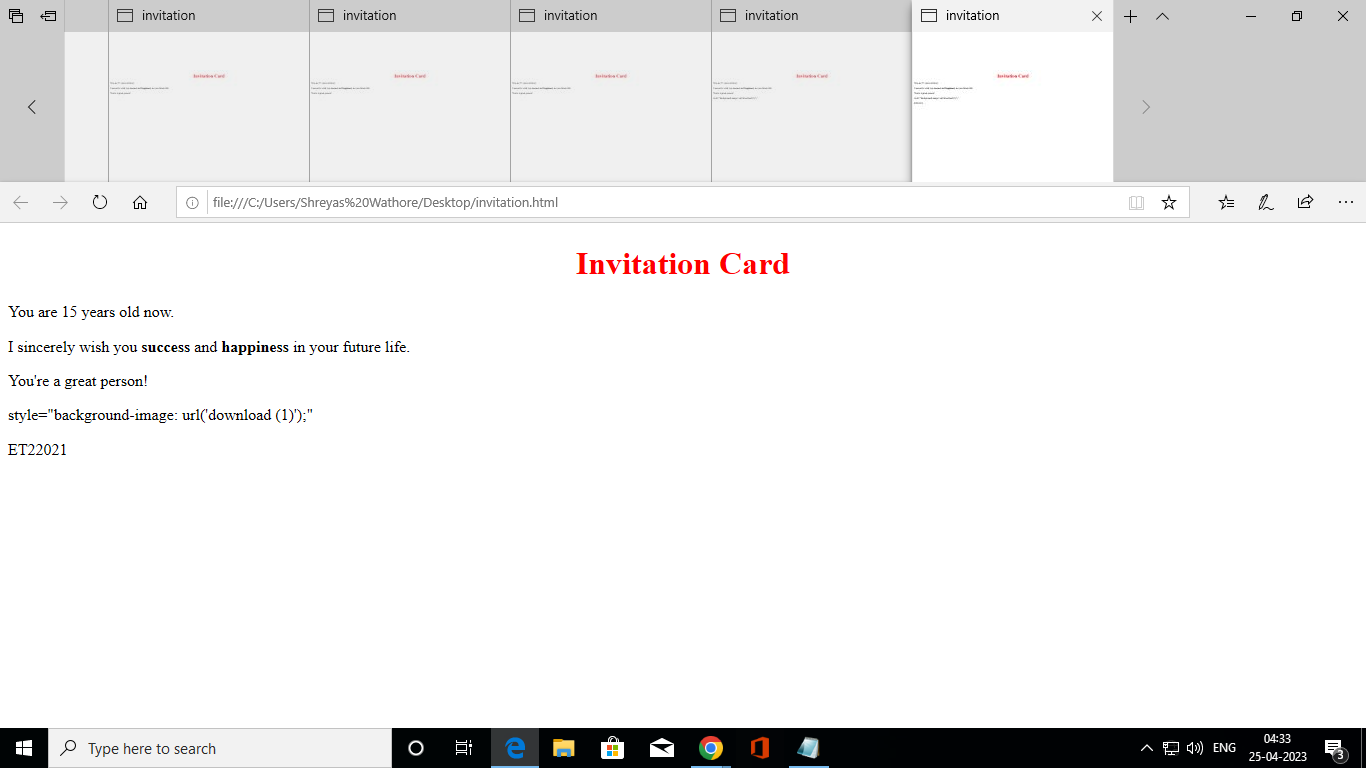 invitation
invitation
invitation
invitation
invitation
Invitation Card
Invitation Card
Invitation Card
Invitation Card
Invitation Card
file:///C:/Users/Shreyas%20Wathore/Desktop/invitation.html
Invitation Card
You are 15 years old now.
I sincerely wish you success and happiness in your future life.
You're a great person!
style="background-image: url('download (1)');"
ET22021
Type here to search
ENG
04:33
25-04-2023
3